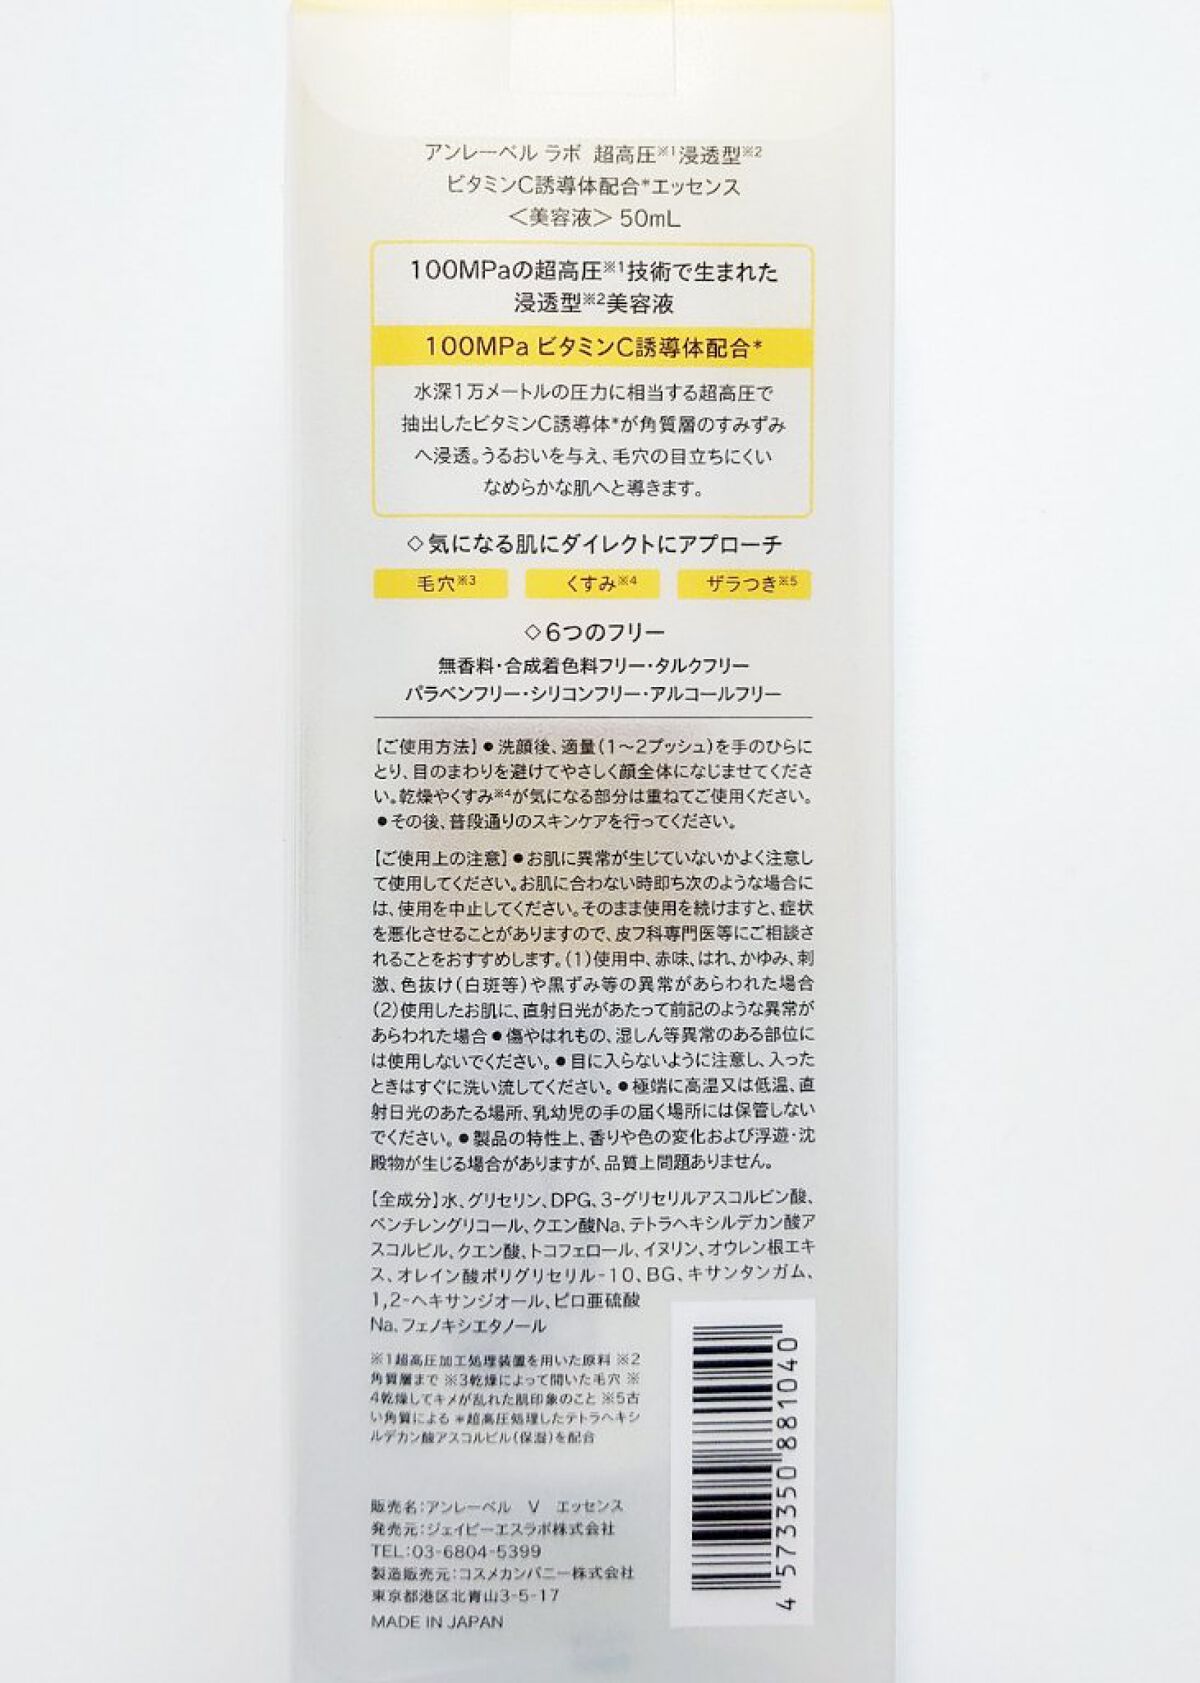 アンレーベル ラボ 超高圧※1浸透型※2
ビタミンC誘導体配合*エッセンス
＜美容液＞ 50mL
100MPaの超高圧※1技術で生まれた
浸透型※2美容液
100MPa ビタミンC誘導体配合*
水深1万メートルの圧力に相当する超高圧で
抽出したビタミンC誘導体*が角質層のすみずみ
へ浸透。うるおいを与え、毛穴の目立ちにくい
なめらかな肌へと導きます。
◇気になる肌にダイレクトにアプローチ
毛穴※3 くすみ※4 ザラつき※5
◇6つのフリー
無香料・合成着色料フリー・タルクフリー
パラベンフリー・シリコンフリー・アルコールフリー
【ご使用方法】●洗顔後、適量(1～2プッシュ)を手のひらに
とり、目のまわりを避けてやさしく顔全体になじませてくださ
い。乾燥やくすみ※4が気になる部分は重ねてご使用ください。
●その後、普段通りのスキンケアを行ってください。
【ご使用上の注意】●お肌に異常が生じていないかよく注意し
て使用してください。お肌に合わない時即ち次のような場合に
は、使用を中止してください。そのまま使用を続けますと、症状
を悪化させることがありますので、皮フ科専門医等にご相談さ
れることをおすすめします。(1)使用中、赤味、はれ、かゆみ、刺
激、色抜け(白斑等)や黒ずみ等の異常があらわれた場合
(2)使用したお肌に、直射日光があたって前記のような異常が
あらわれた場合●傷やはれもの、湿しん等異常のある部位に
は使用しないでください。●目に入らないように注意し、入った
ときはすぐに洗い流してください。●極端に高温又は低温、直
射日光のあたる場所、乳幼児の手の届く場所には保管しない
でください。●製品の特性上、香りや色の変化および浮遊・沈
殿物が生じる場合がありますが、品質上問題ありません。
【全成分】水、グリセリン、DPG、3-グリセリルアスコルビン酸、
ペンチレングリコール、クエン酸Na、テトラヘキシルデカン酸ア
スコルビル、クエン酸、トコフェロール、イヌリン、オウレン根エキ
ス、オレイン酸ポリグリセリル-10、BG、キサンタンガム、
1,2-ヘキサンジオール、ピロ亜硫酸
Na、フェノキシエタノール
※1超高圧加工処理装置を用いた原料 ※2
角質層まで ※3乾燥によって開いた毛穴 ※
4乾燥してキメが乱れた肌印象のこと ※5古
い角質による *超高圧処理したテトラヘキシ
ルデカン酸アスコルビル(保湿)を配合
販売名:アンレーベル V エッセンス
発売元:ジェイピーエスラボ株式会社
TEL:03-6804-5399
製造販売元:コスメカンパニー株式会社
東京都港区北青山3-5-17
MADE IN JAPAN
4 573350 881040